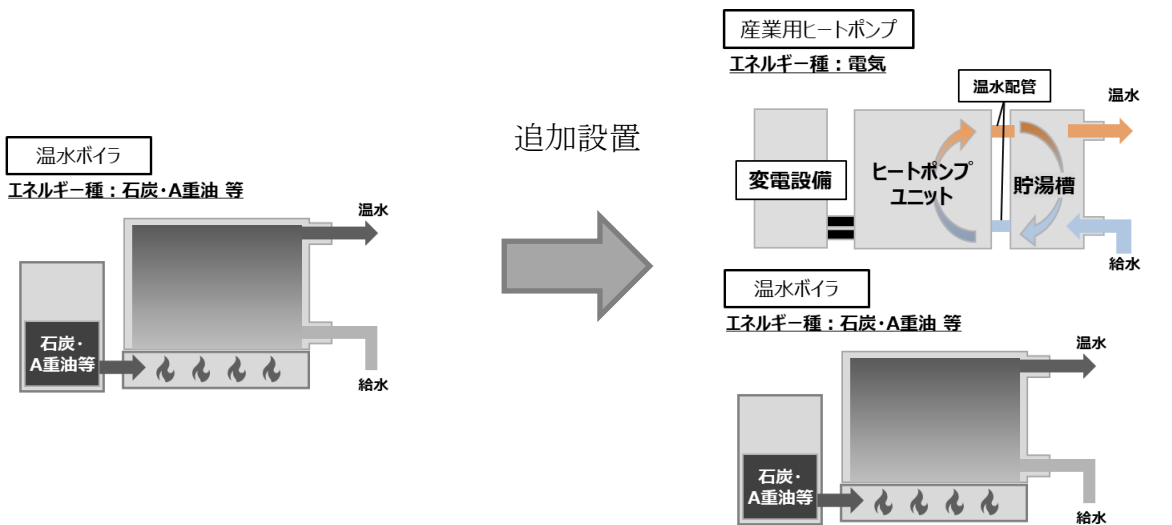 温水ボイラ
エネルギー種：石炭・A重油 等
温水
石炭・
A重油等
給水
追加設置
産業用ヒートポンプ
エネルギー種：電気
温水配管
温水
変電設備
ヒートポンプ
ユニット
貯湯槽
給水
温水ボイラ
エネルギー種：石炭・A重油 等
温水
石炭・
A重油等
給水